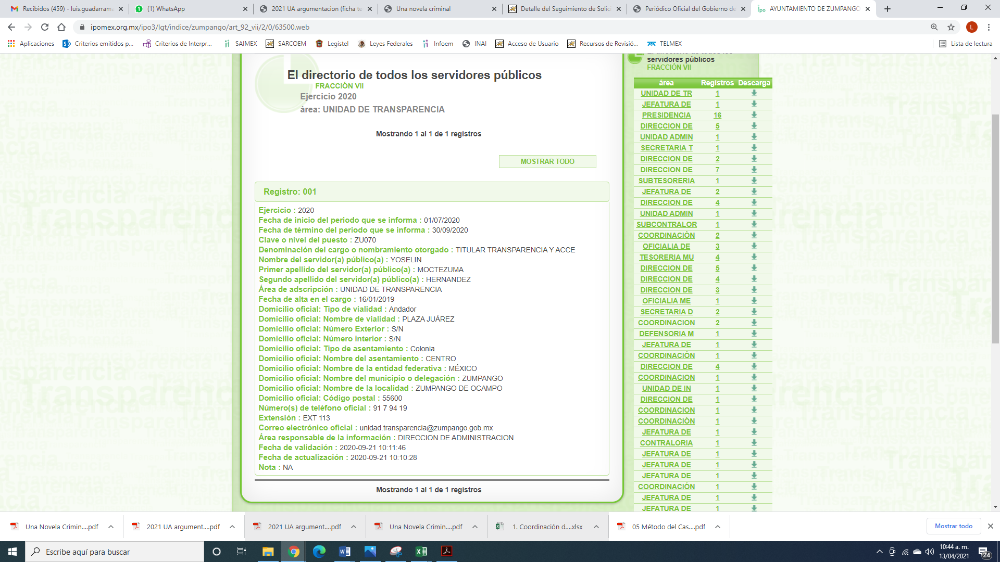 Recibidos (459) - luis.guadarrama
(1) WhatsApp
2021 UA argumentacion (ficha te
Una novela criminal
Detalle del Seguimiento de Solici
Periódico Oficial del Gobierno de
AYUNTAMIENTO DE ZUMPANGO
ipomex.org.mx/ipo3/lgt/indice/zumpango/art_92_vii/2/0/63500.web
L
Aplicaciones
Criterios emitidos p...
Criterios de Interpr...
SAIMEX
SARCOEM
Legistel
Leyes Federales
Infoem
INAI
Acceso de Usuario
Recursos de Revisió...
TELMEX
Lista de lectura
El directorio de todos los servidores públicos
FRACCIÓN VII
Ejercicio 2020
área: UNIDAD DE TRANSPARENCIA
Mostrando 1 al 1 de 1 registros
MOSTRAR TODO
Registro: 001
Ejercicio : 2020
Fecha de inicio del periodo que se informa : 01/07/2020
Fecha de término del periodo que se informa : 30/09/2020
Clave o nivel del puesto : ZU070
Denominación del cargo o nombramiento otorgado : TITULAR TRANSPARENCIA Y ACCE
Nombre del servidor(a) público(a) : YOSELIN
Primer apellido del servidor(a) público(a) : MOCTEZUMA
Segundo apellido del servidor(a) público(a) : HERNANDEZ
Área de adscripción : UNIDAD DE TRANSPARENCIA
Fecha de alta en el cargo : 16/01/2019
Domicilio oficial: Tipo de vialidad : Andador
Domicilio oficial: Nombre de vialidad : PLAZA JUÁREZ
Domicilio oficial: Número Exterior : S/N
Domicilio oficial: Número interior : S/N
Domicilio oficial: Tipo de asentamiento : Colonia
Domicilio oficial: Nombre del asentamiento : CENTRO
Domicilio oficial: Nombre de la entidad federativa : MÉXICO
Domicilio oficial: Nombre del municipio o delegación : ZUMPANGO
Domicilio oficial: Nombre de la localidad : ZUMPANGO DE OCAMPO
Domicilio oficial: Código postal : 55600
Número(s) de teléfono oficial : 91 7 94 19
Extensión : EXT 113
Correo electrónico oficial : unidad.transparencia@zumpango.gob.mx
Área responsable de la información : DIRECCION DE ADMINISTRACION
Fecha de validación : 2020-09-21 10:11:46
Fecha de actualización : 2020-09-21 10:10:28
Nota : NA
Mostrando 1 al 1 de 1 registros
El directorio de todos los
servidores públicos
FRACCIÓN VII
área Registros Descarga
UNIDAD DE TR 1
JEFATURA DE 1
PRESIDENCIA 16
DIRECCION DE 5
UNIDAD ADMIN 1
SECRETARIA T 1
DIRECCION DE 2
DIRECCION DE 7
SUBTESORERIA 1
JEFATURA DE 2
DIRECCION DE 4
UNIDAD ADMIN 1
SUBCONTRALOR 1
COORDINACIÓN 2
OFICIALIA DE 3
TESORERIA MU 4
DIRECCION DE 5
DIRECCION DE 4
DIRECCION DE 3
OFICIALIA ME 1
SECRETARIA D 2
COORDINACION 2
DEFENSORIA M 1
JEFATURA DE 1
COORDINACIÓN 1
DIRECCION DE 4
COORDINACION 1
UNIDAD DE IN 1
DIRECCION DE 1
COORDINACION 1
COORDINACIÓN 1
JEFATURA DE 1
CONTRALORIA 1
JEFATURA DE 1
JEFATURA DE 1
JEFATURA DE 1
COORDINACIÓN 1
JEFATURA DE 1
JEFATURA DE 1
Una Novela Crimin....pdf
2021 UA argument....pdf
2021 UA argument....pdf
Una Novela Crimin....pdf
1. Coordinación d....xlsx
05 Método del Cas....pdf
Mostrar todo
Escribe aquí para buscar
10:44 a. m.
13/04/2021
24